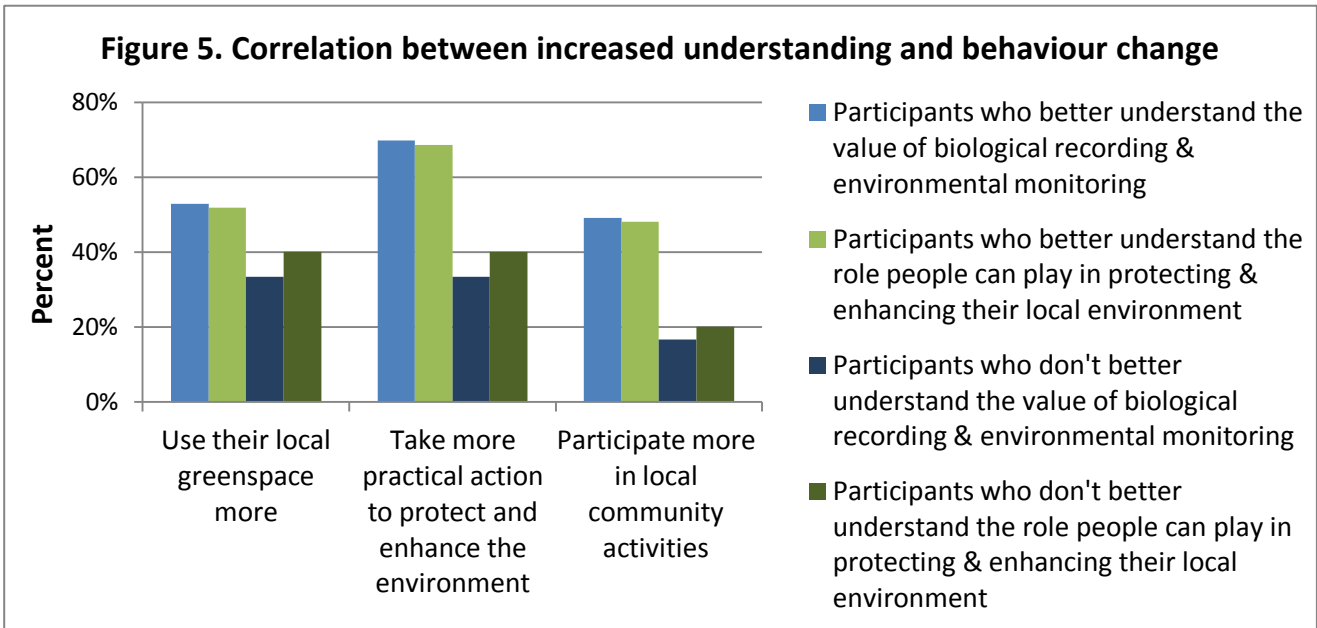 Figure 5. Correlation between increased understanding and behaviour change
80%
60%
40%
20%
0%
Percent
Use their local
greenspace
more
Take more
practical action
to protect and
enhance the
environment
Participate more
in local
community
activities
Participants who better understand the
value of biological recording &
environmental monitoring
Participants who better understand the
role people can play in protecting &
enhancing their local environment
Participants who don't better
understand the value of biological
recording & environmental monitoring
Participants who don't better
understand the role people can play in
protecting & enhancing their local
environment